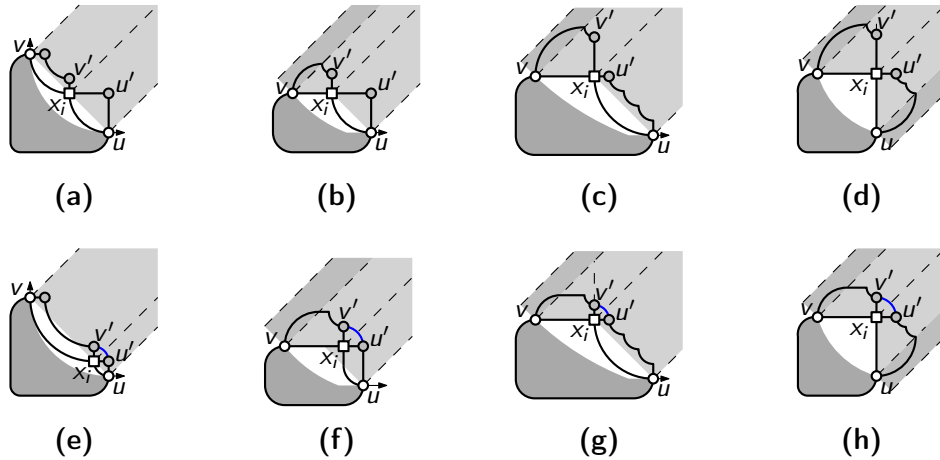 v v′ x_i u′ u
v v′ x_i u′ u
v v′ x_i u′ u
v v′ x_i u′ u
(a) (b) (c) (d)
v v′ x_i u′ u
v v′ x_i u′ u
v v′ x_i u′ u
v v′ x_i u′ u
(e) (f) (g) (h)